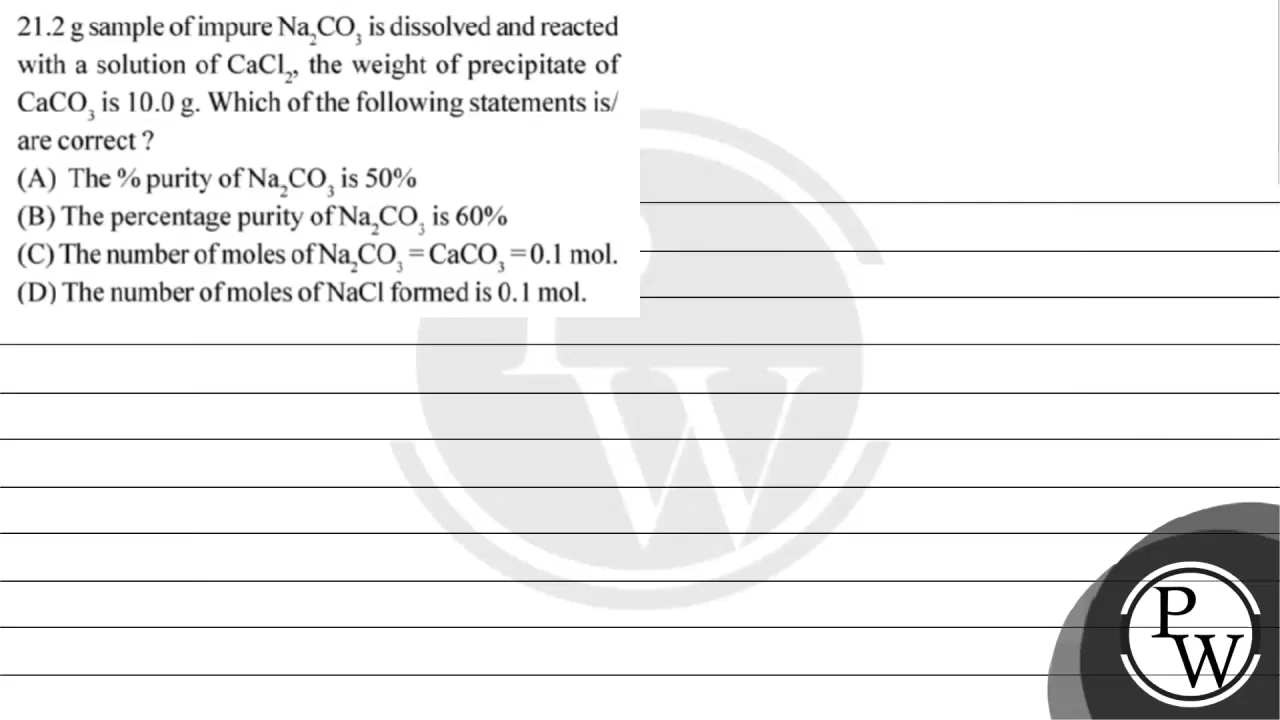 21.2 g sample of impure Na₂CO₃ is dissolved and reacted
with a solution of CaCl₂, the weight of precipitate of
CaCO₃ is 10.0 g. Which of the following statements is/
are correct ?
(A) The % purity of Na₂CO₃ is 50%
(B) The percentage purity of Na₂CO₃ is 60%
(C) The number of moles of Na₂CO₃ = CaCO₃ = 0.1 mol.
(D) The number of moles of NaCl formed is 0.1 mol.
P
W
P
W